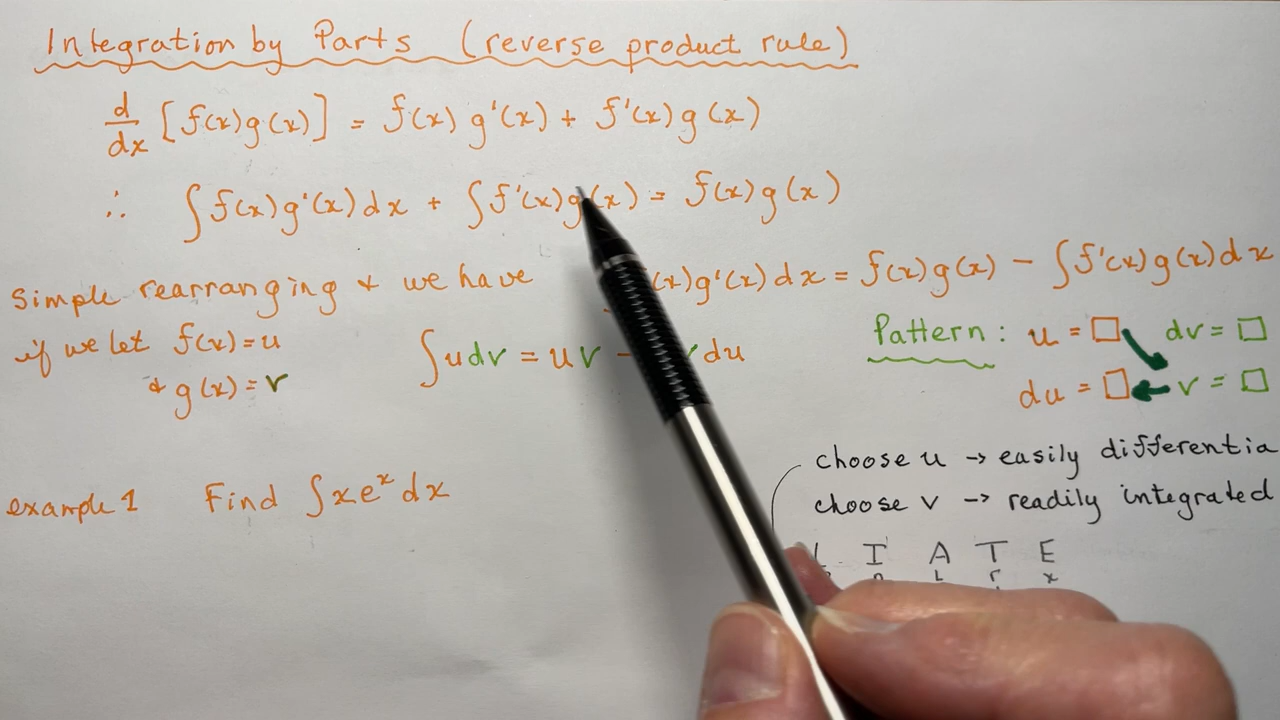 Integration by Parts (reverse product rule)
d/dx [f(x)g(x)] = f(x) g'(x) + f'(x) g(x)
∴ ∫f(x)g'(x)dx + ∫f'(x)g(x) = f(x)g(x)
Simple rearranging & we have (x)g'(x)dx = f(x)g(x) − ∫f'(x)g(x)dx
if we let f(x)=u
& g(x)=v
∫udv = uv − du
Pattern: u = □ dv = □
du = □ v = □
choose u → easily differentia
choose v → readily integrated
L I A T E
example 1 Find ∫xe^x dx